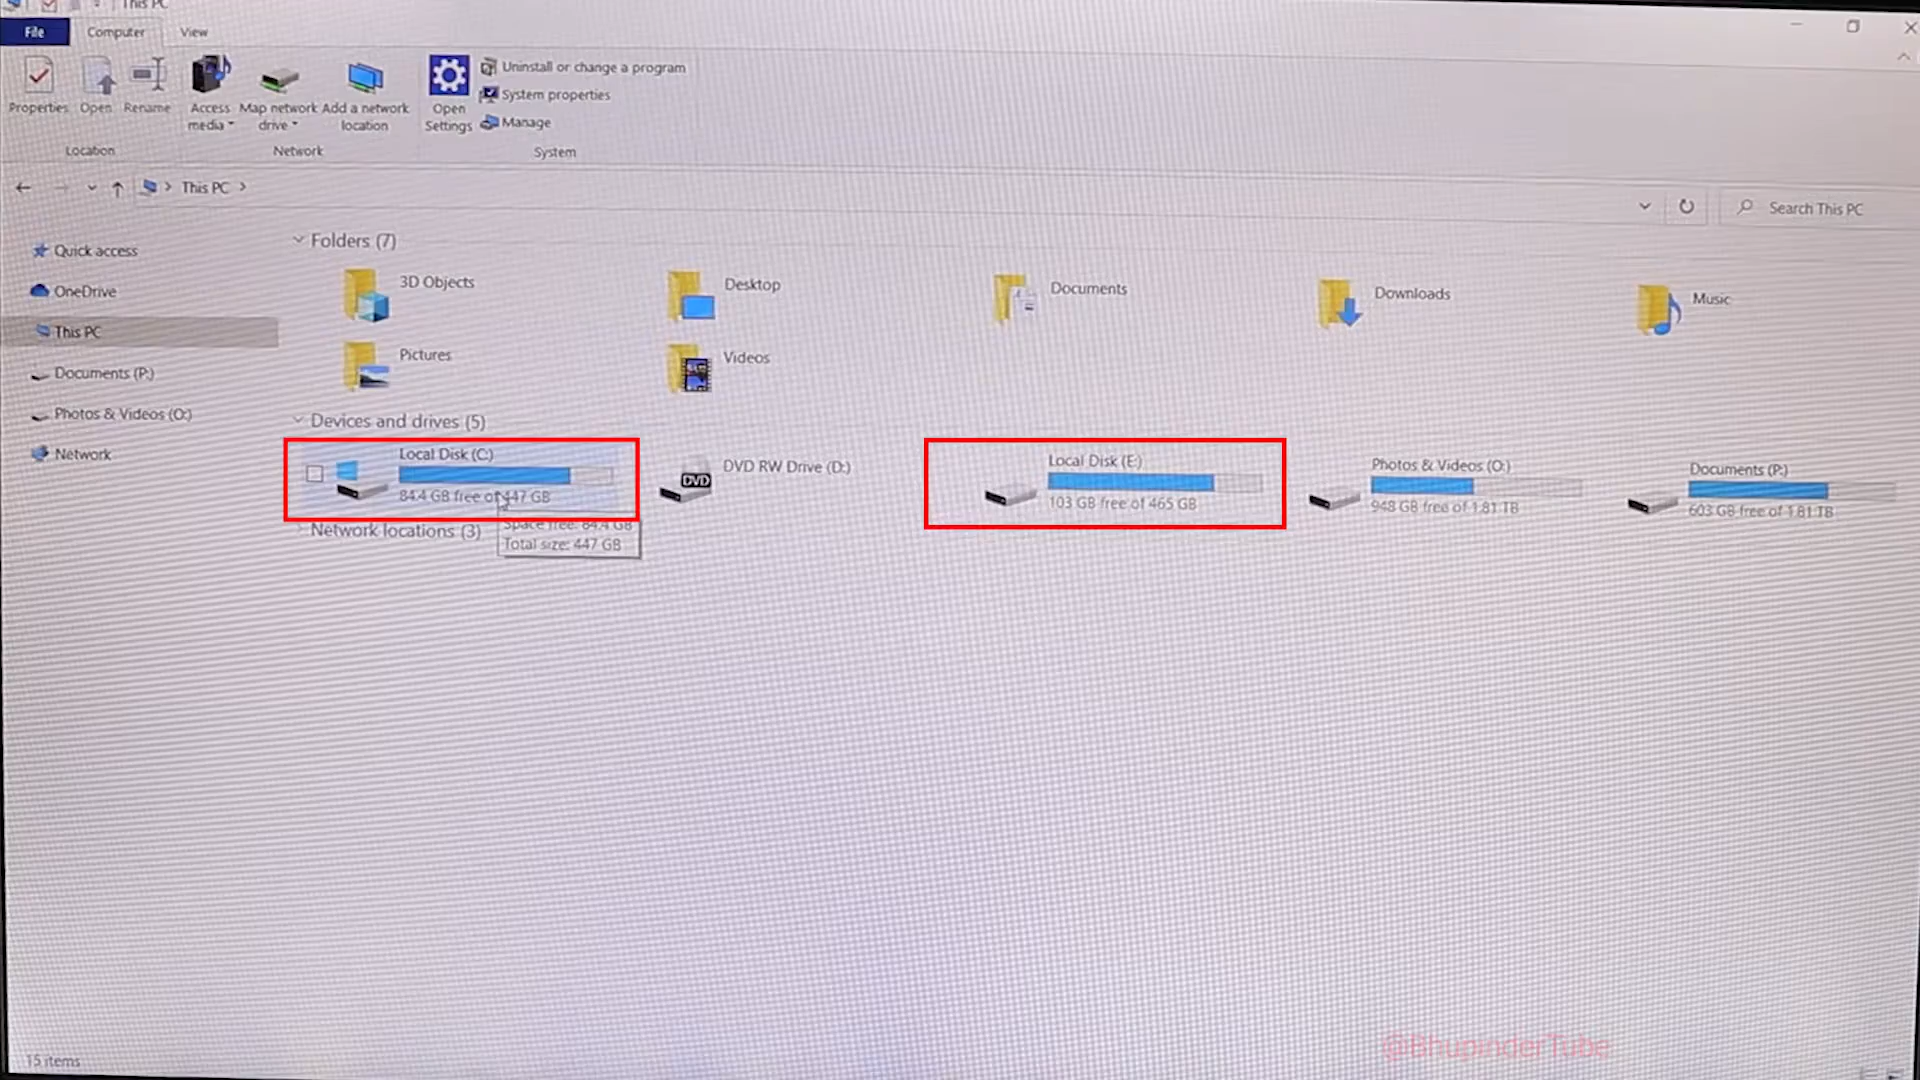 This PC
File Computer View
Properties Open Rename
Access media
Map network drive
Add a network location
Open Settings
Uninstall or change a program
System properties
Manage
Location Network System
This PC
Search This PC
Quick access
OneDrive
This PC
Documents (P:)
Photos & Videos (O:)
Network
Folders (7)
3D Objects
Desktop
Documents
Downloads
Music
Pictures
Videos
Devices and drives (5)
Local Disk (C:)
84.4 GB free of 447 GB
DVD RW Drive (D:)
DVD
Local Disk (E:)
103 GB free of 465 GB
Photos & Videos (O:)
948 GB free of 1.81 TB
Documents (P:)
603 GB free of 1.81 TB
Network locations (3)
Space free: 84.4 GB
Total size: 447 GB
15 items
@BhupinderTube